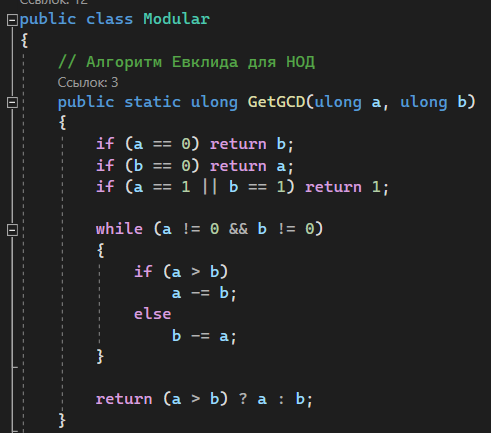 Ссылок: 12
public class Modular
{
// Алгоритм Евклида для НОД
Ссылок: 3
public static ulong GetGCD(ulong a, ulong b)
{
if (a == 0) return b;
if (b == 0) return a;
if (a == 1 || b == 1) return 1;
while (a != 0 && b != 0)
{
if (a > b)
a -= b;
else
b -= a;
}
return (a > b) ? a : b;
}